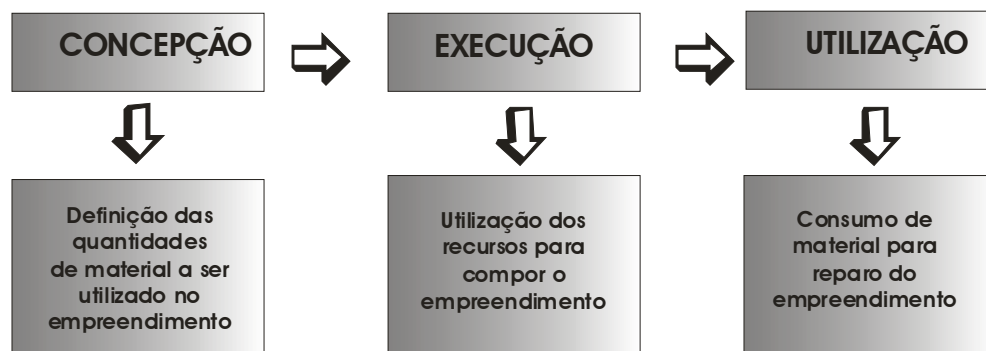 CONCEPÇÃO
EXECUÇÃO
UTILIZAÇÃO
Definição das
quantidades
de material a ser
utilizado no
empreendimento
Utilização dos
recursos para
compor o
empreendimento
Consumo de
material para
reparo do
empreendimento